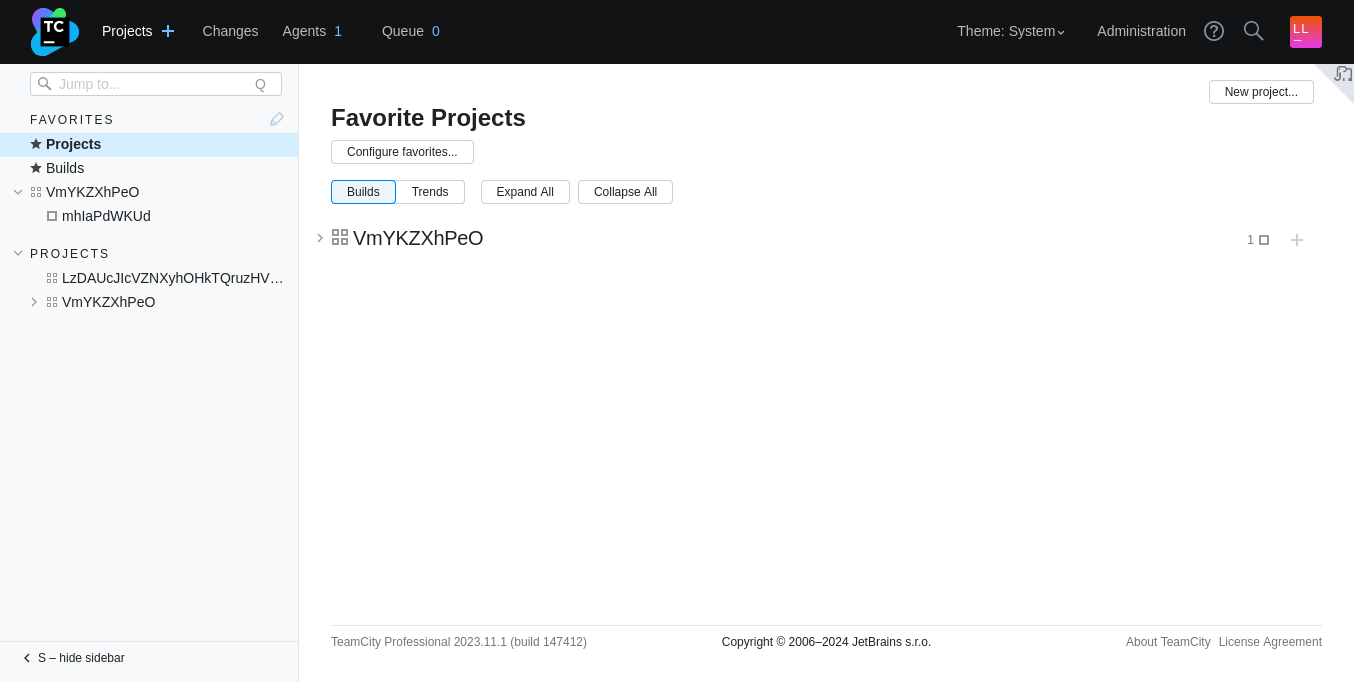 TC
Projects Changes Agents 1 Queue 0 Theme: System Administration LL
Jump to... Q
FAVORITES
Projects
Builds
VmYKZXhPeO
mhIaPdWKUd
PROJECTS
LzDAUcJIcVZNXyhOHkTQruzHV…
VmYKZXhPeO
S – hide sidebar
New project...
Favorite Projects
Configure favorites...
Builds Trends Expand All Collapse All
VmYKZXhPeO 1
TeamCity Professional 2023.11.1 (build 147412) Copyright © 2006–2024 JetBrains s.r.o. About TeamCity License Agreement